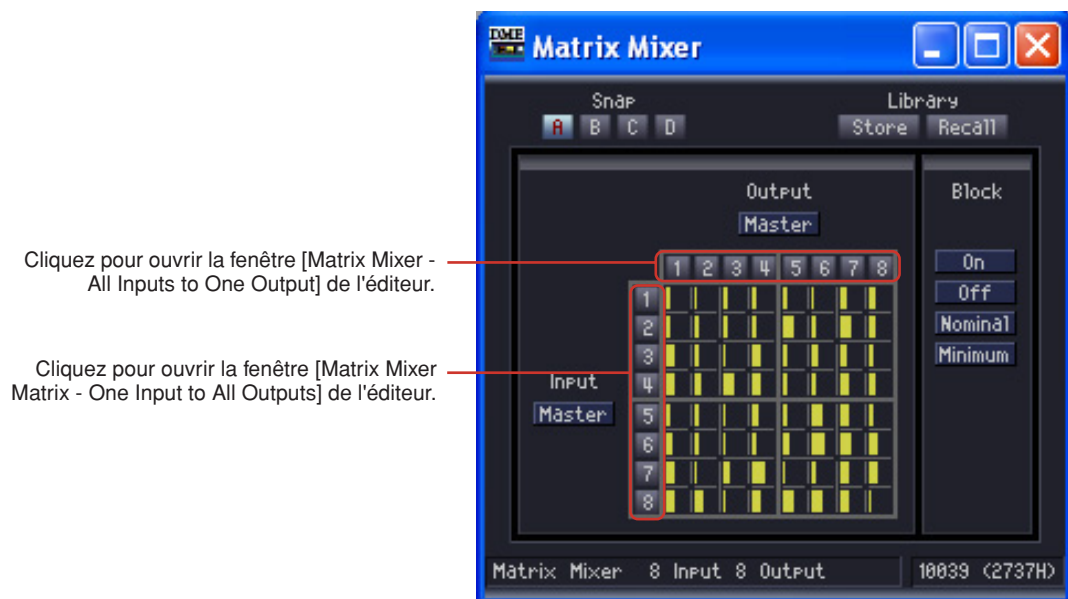 DME Matrix Mixer
Snap
Library
A B C D
Store Recall
Output
Block
Master
Cliquez pour ouvrir la fenêtre [Matrix Mixer -
All Inputs to One Output] de l'éditeur.
1 2 3 4 5 6 7 8
On
Off
Nominal
Minimum
1
2
3
4
5
6
7
8
Cliquez pour ouvrir la fenêtre [Matrix Mixer
Matrix - One Input to All Outputs] de l'éditeur.
Input
Master
Matrix Mixer 8 Input 8 Output
10039 (2737H)